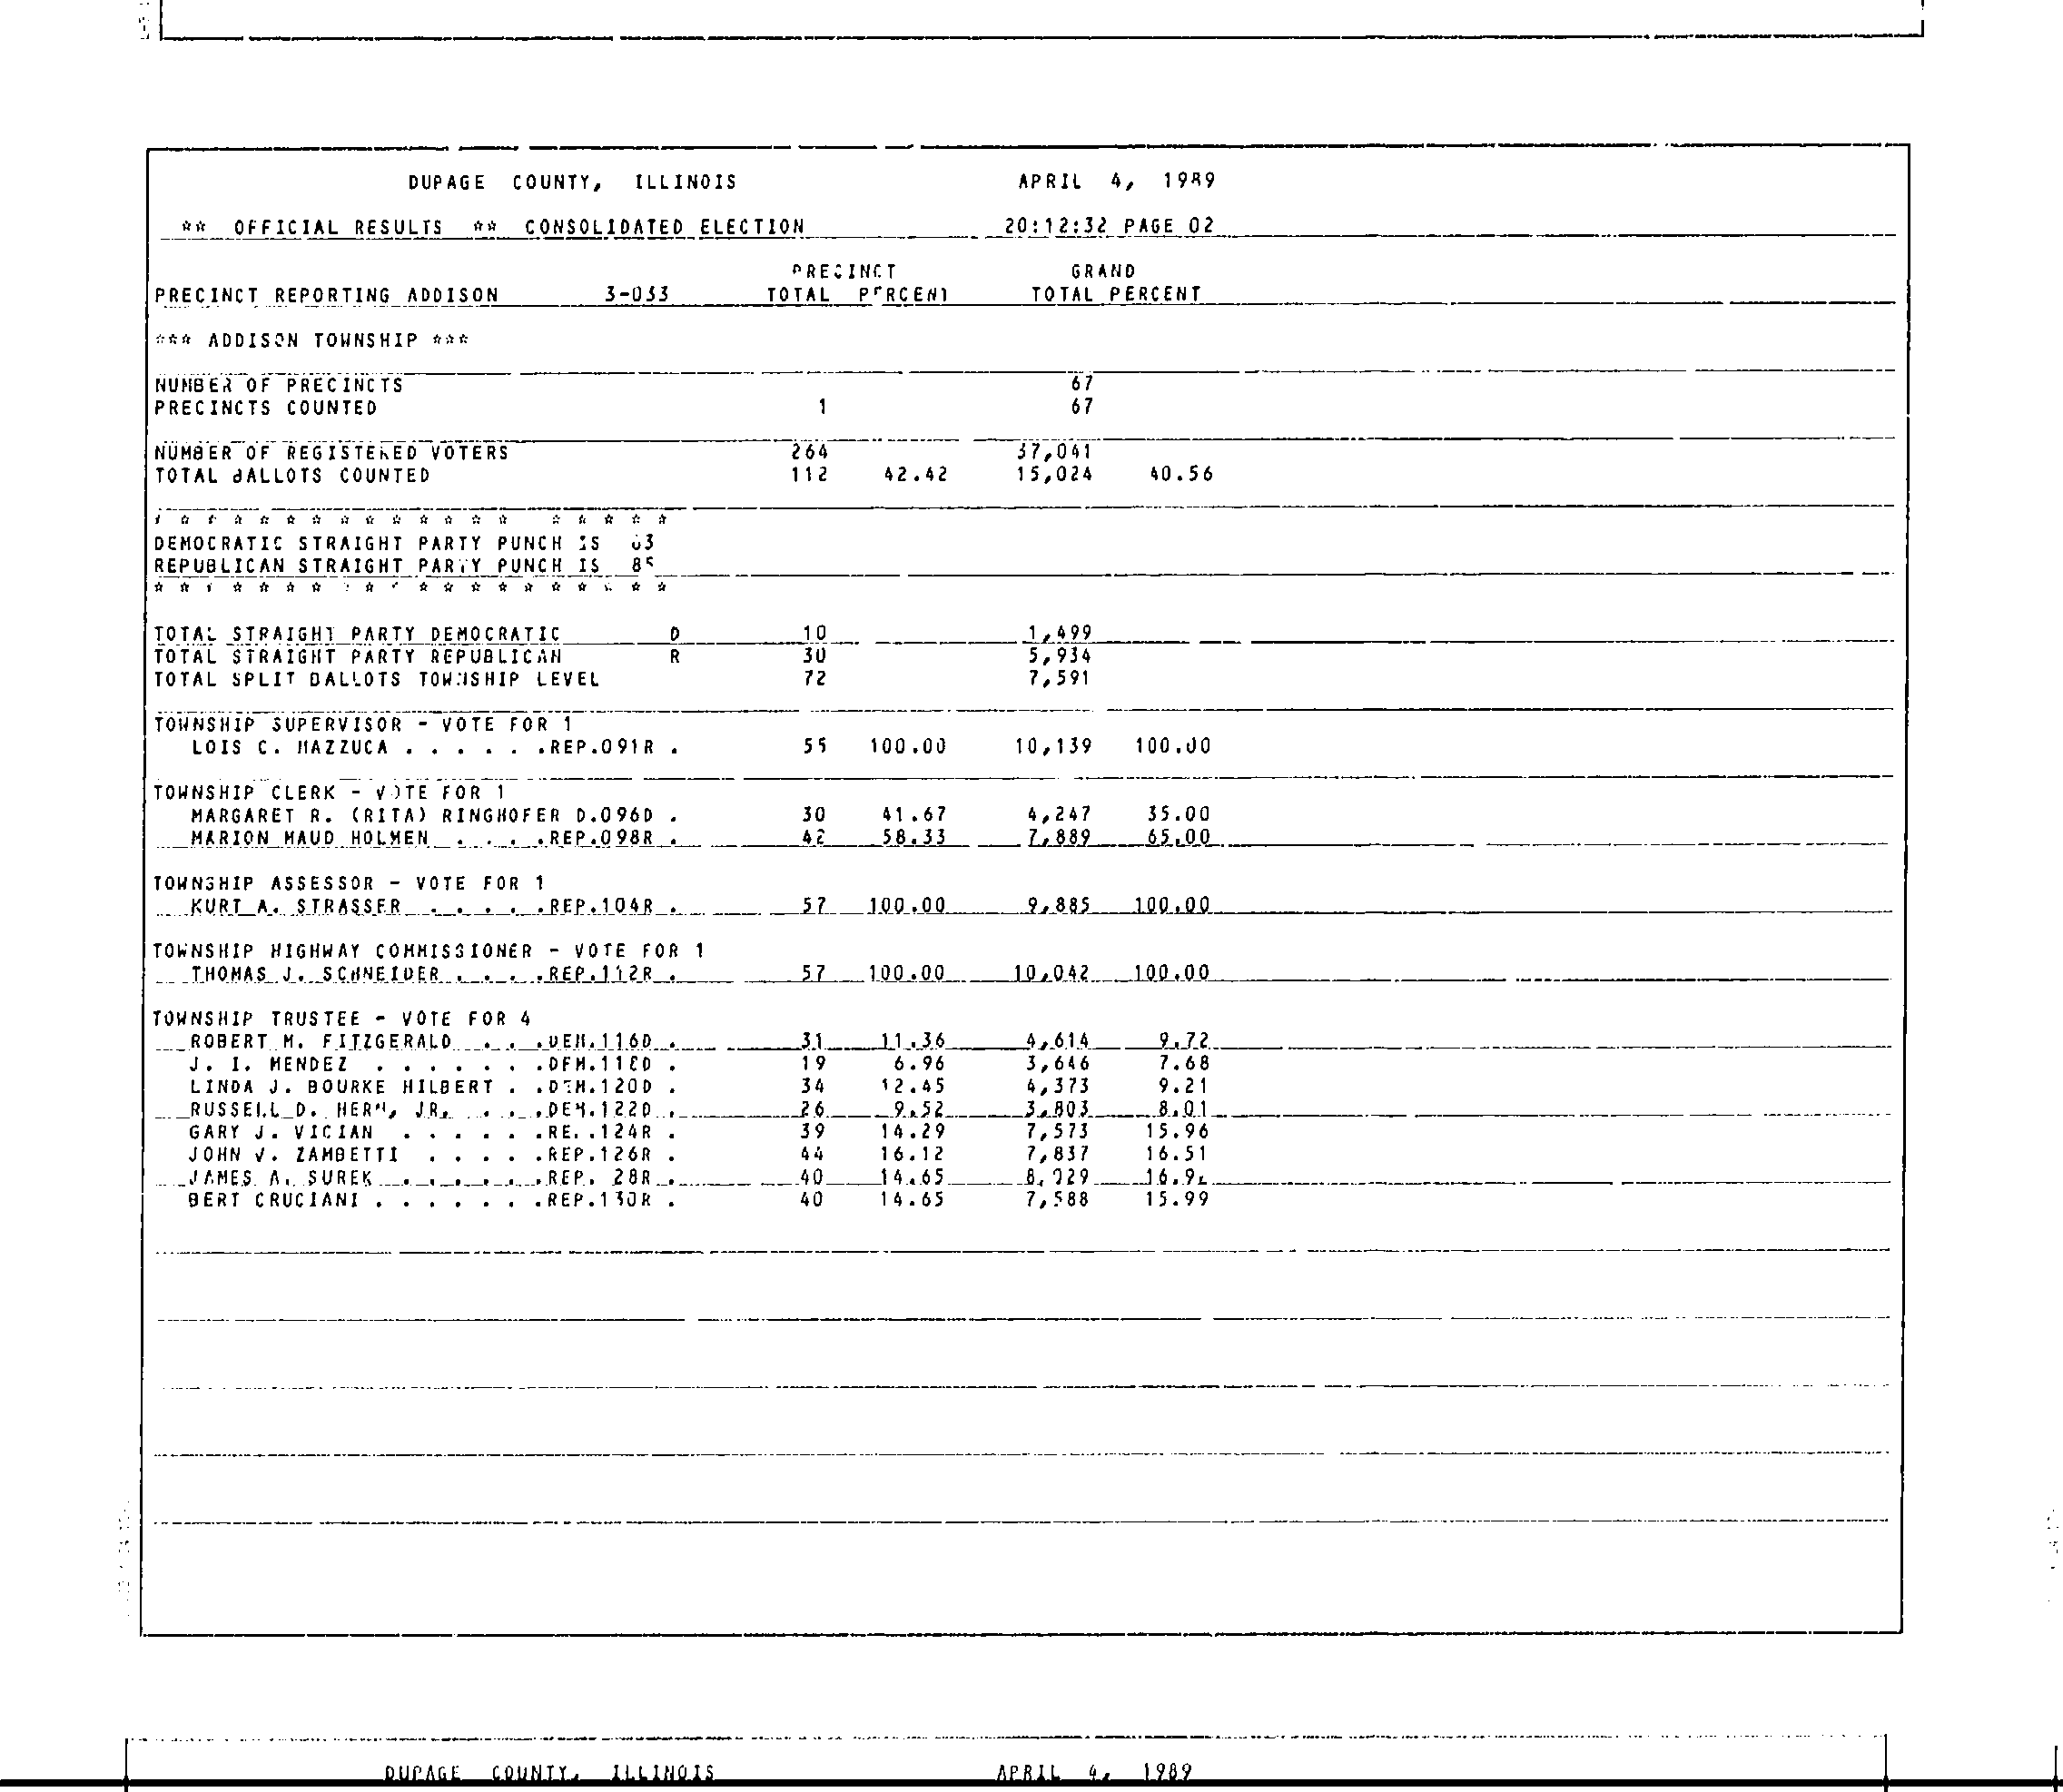 DUPAGE COUNTY, ILLINOIS APRIL 4, 1989
** OFFICIAL RESULTS ** CONSOLIDATED ELECTION 20:12:32 PAGE 02
PRECINCT GRAND
PRECINCT REPORTING ADDISON 3-033 TOTAL PERCENT TOTAL PERCENT
*** ADDISON TOWNSHIP ***
NUMBER OF PRECINCTS 67
PRECINCTS COUNTED 1 67
NUMBER OF REGISTERED VOTERS 264 37,041
TOTAL BALLOTS COUNTED 112 42.42 15,024 40.56
* * * * * * * * * * * * * * * * * * *
DEMOCRATIC STRAIGHT PARTY PUNCH IS
REPUBLICAN STRAIGHT PARTY PUNCH IS 85
* * * * * * * * * * * * * * * * * * * *
TOTAL STRAIGHT PARTY DEMOCRATIC D 10 1,499
TOTAL STRAIGHT PARTY REPUBLICAN R 30 5,934
TOTAL SPLIT BALLOTS TOWNSHIP LEVEL 72 7,591
TOWNSHIP SUPERVISOR - VOTE FOR 1
LOIS C. MAZZUCA . . . . . .REP.091R . 55 100.00 10,139 100.00
TOWNSHIP CLERK - VOTE FOR 1
MARGARET R. (RITA) RINGHOFER D.096D . 30 41.67 4,247 35.00
MARION MAUD HOLMEN . . . .REP.098R . 42 58.33 7,889 65.00
TOWNSHIP ASSESSOR - VOTE FOR 1
KURT A. STRASSER . . . . .REP.104R . 57 100.00 9,885 100.00
TOWNSHIP HIGHWAY COMMISSIONER - VOTE FOR 1
THOMAS J. SCHNEIDER . . . .REP.112R . 57 100.00 10,042 100.00
TOWNSHIP TRUSTEE - VOTE FOR 4
ROBERT M. FITZGERALD . . .DEM.116D . 31 11.36 4,614 9.72
J. I. MENDEZ . . . . . . .DEM.118D . 19 6.96 3,646 7.68
LINDA J. BOURKE HILBERT . .DEM.120D . 34 12.45 4,373 9.21
RUSSELL D. JR. . . . .DEM.122D . 26 9.52 3,803 8.01
GARY J. VICIAN . . . . . .REP.124R . 39 14.29 7,573 15.96
JOHN V. ZAMBETTI . . . . .REP.126R . 44 16.12 7,837 16.51
JAMES A. SUREK . . . . . .REP. 28R . 40 14.65 8,029
BERT CRUCIANI . . . . . . .REP.130R . 40 14.65 7,588 15.99
DUPAGE COUNTY, ILLINOIS APRIL 4, 1989